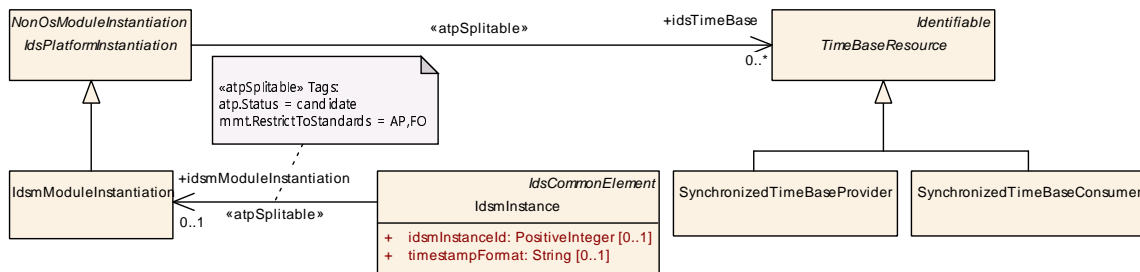 NonOsModuleInstantiation
IdsPlatformInstantiation
«atpSplitable»
+idsTimeBase
0..*
Identifiable
TimeBaseResource
«atpSplitable» Tags:
atp.Status = candidate
mmt.RestrictToStandards = AP,FO
IdsmModuleInstantiation
+idsmModuleInstantiation
0..1
«atpSplitable»
IdsCommonElement
IdsmInstance
+ idsmInstanceId: PositiveInteger [0..1]
+ timestampFormat: String [0..1]
SynchronizedTimeBaseProvider
SynchronizedTimeBaseConsumer